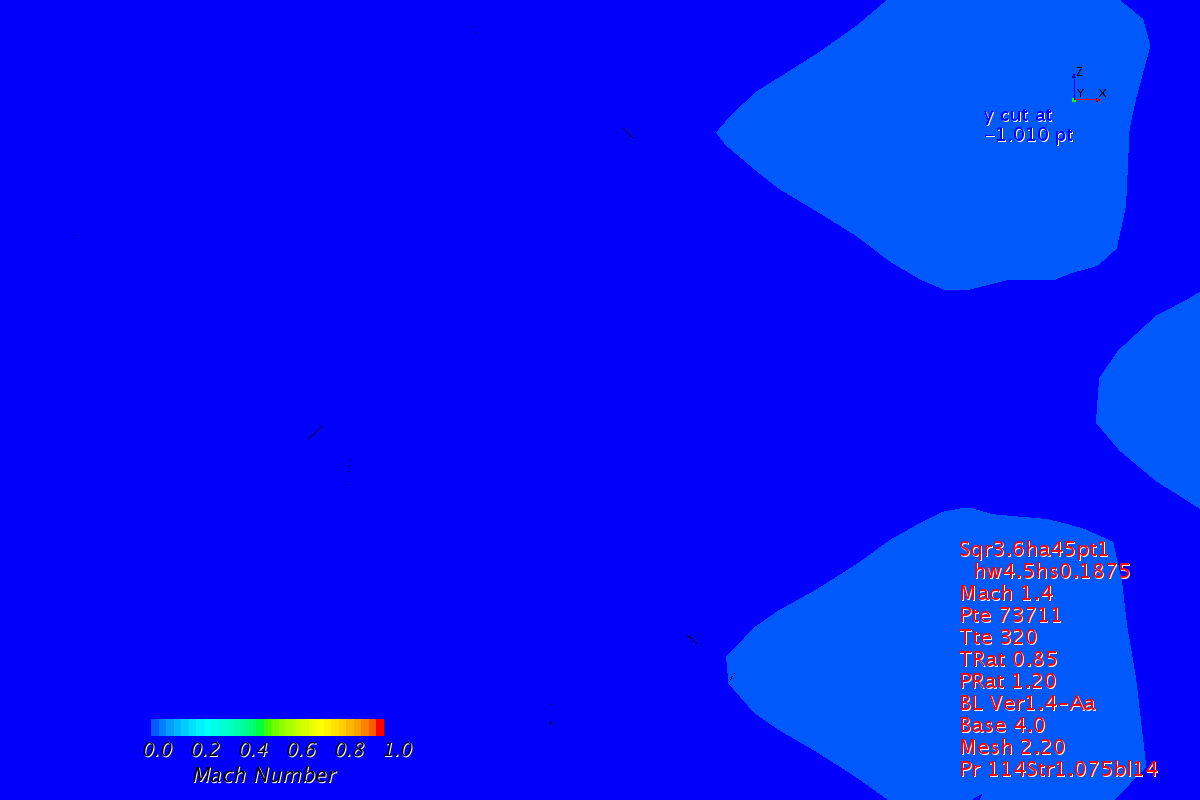 Z
Y X
y cut at
-1.010 pt
Sqr3.6ha45pt1
hw4.5hs0.1875
Mach 1.4
Pte 73711
Tte 320
TRat 0.85
PRat 1.20
BL Ver1.4-Aa
Base 4.0
Mesh 2.20
Pr 114Str1.075bl14
0.0 0.2 0.4 0.6 0.8 1.0
Mach Number